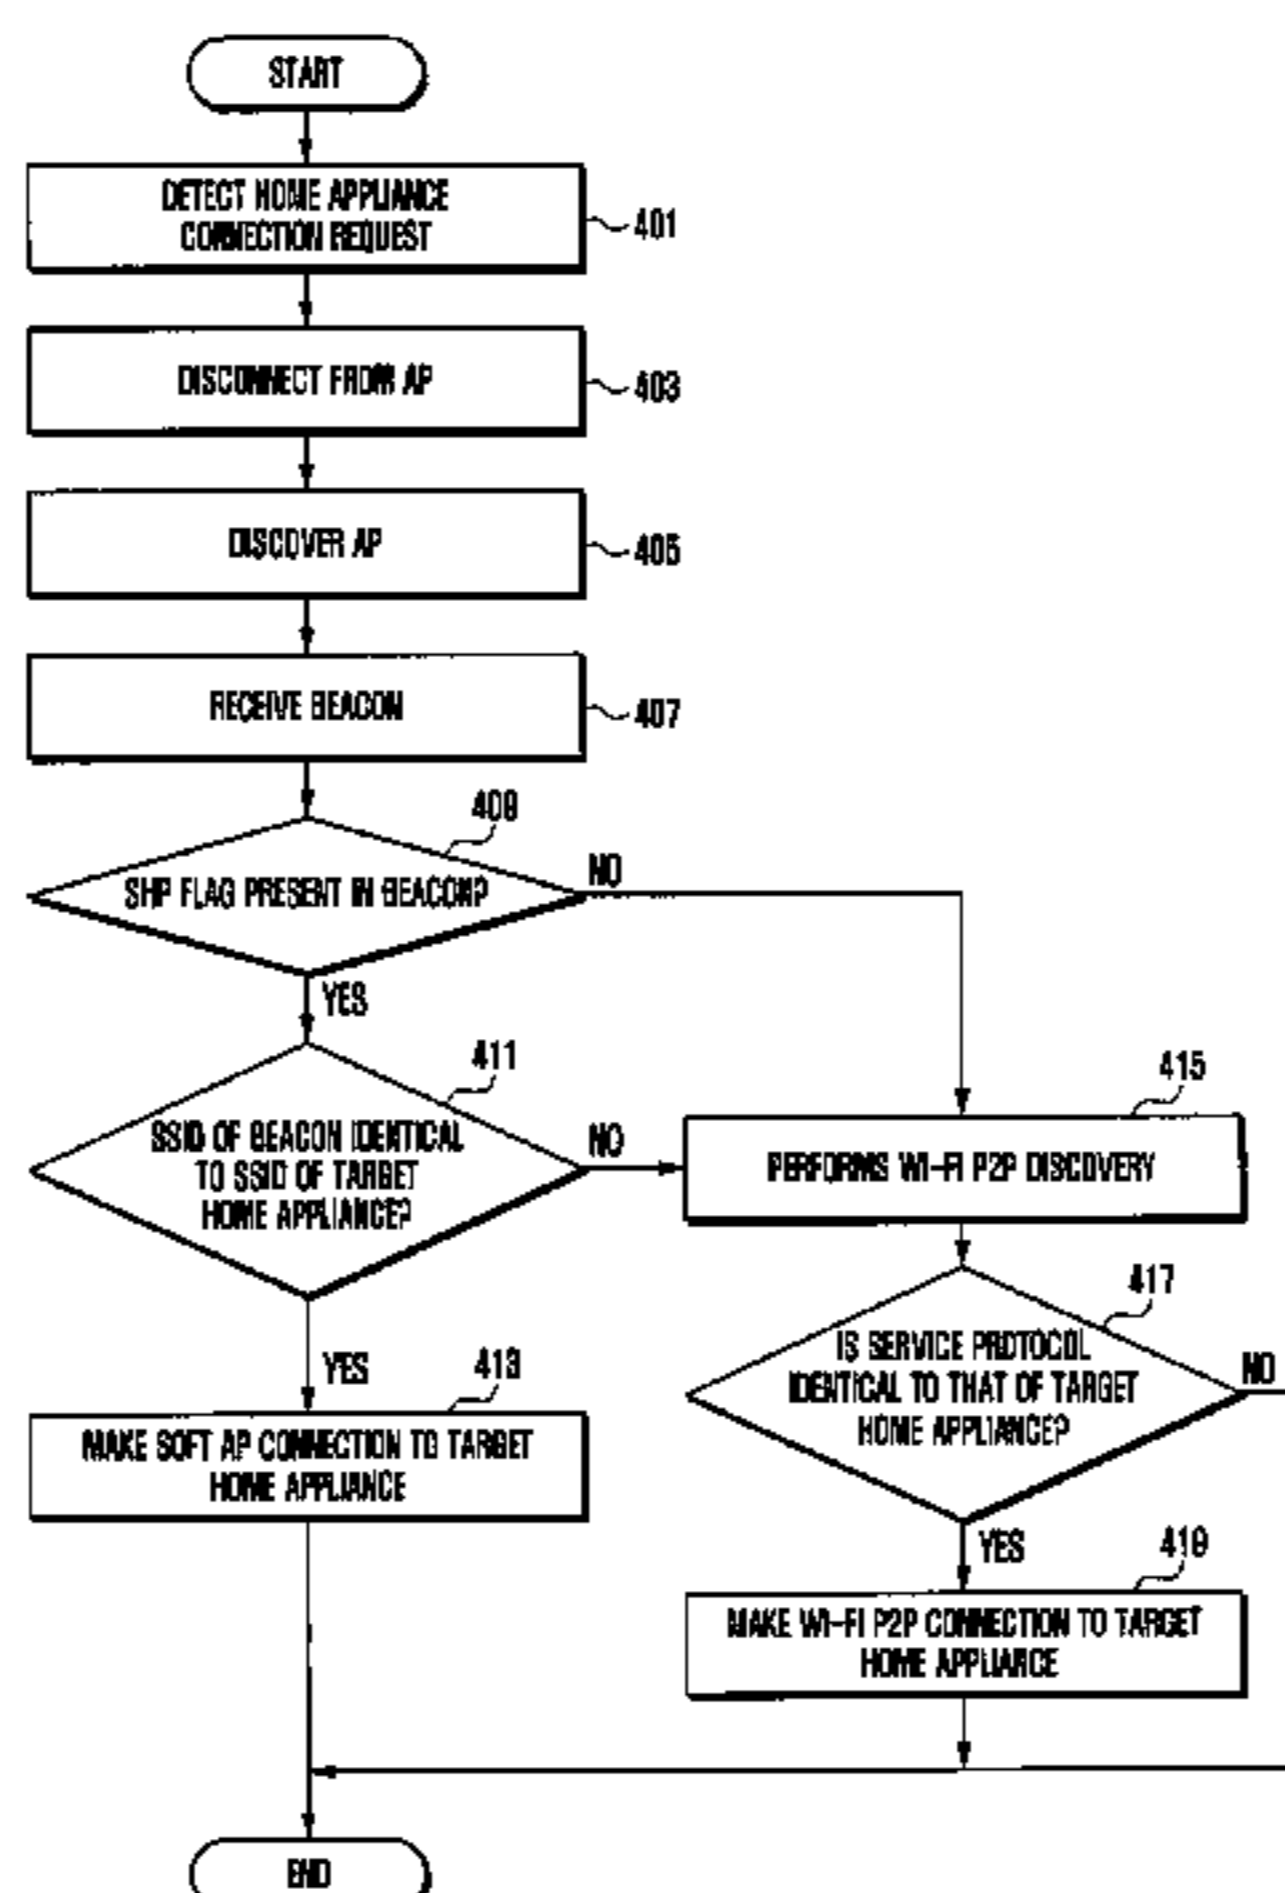 START
DETECT HOME APPLIANCE
CONNECTION REQUEST
401
DISCONNECT FROM AP
403
DISCOVER AP
405
RECEIVE BEACON
407
409
SHP FLAG PRESENT IN BEACON?
NO
YES
411
SSID OF BEACON IDENTICAL
TO SSID OF TARGET
HOME APPLIANCE?
NO
415
PERFORMS WI-FI P2P DISCOVERY
417
IS SERVICE PROTOCOL
IDENTICAL TO THAT OF TARGET
HOME APPLIANCE?
NO
YES
413
MAKE SOFT AP CONNECTION TO TARGET
HOME APPLIANCE
YES
419
MAKE WI-FI P2P CONNECTION TO TARGET
HOME APPLIANCE
END